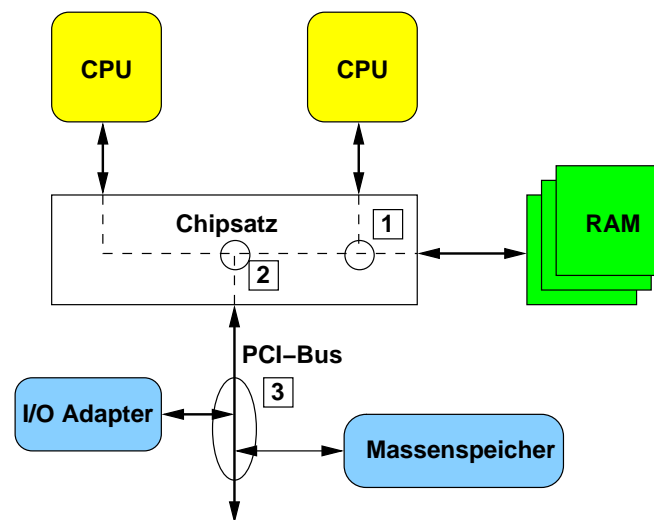 CPU
CPU
Chipsatz
1
RAM
2
PCI–Bus
3
I/O Adapter
Massenspeicher